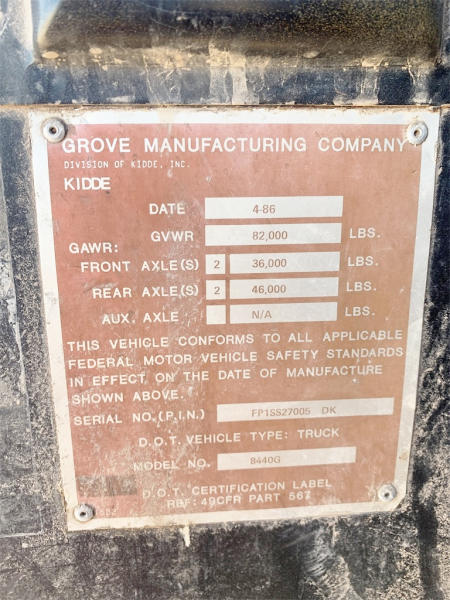 GROVE MANUFACTURING COMPANY
DIVISION OF KIDDE, INC.
KIDDE
DATE 4-86
GVWR 82,000 LBS.
GAWR:
FRONT AXLE(S) 2 36,000 LBS.
REAR AXLE(S) 2 46,000 LBS.
AUX. AXLE N/A LBS.
THIS VEHICLE CONFORMS TO ALL APPLICABLE
FEDERAL MOTOR VEHICLE SAFETY STANDARDS
IN EFFECT ON THE DATE OF MANUFACTURE
SHOWN ABOVE.
SERIAL NO.(P.I.N.) FP1SS27005 DK
D.O.T. VEHICLE TYPE: TRUCK
MODEL NO. 8440G
D.O.T. CERTIFICATION LABEL
REF: 49CFR PART 567